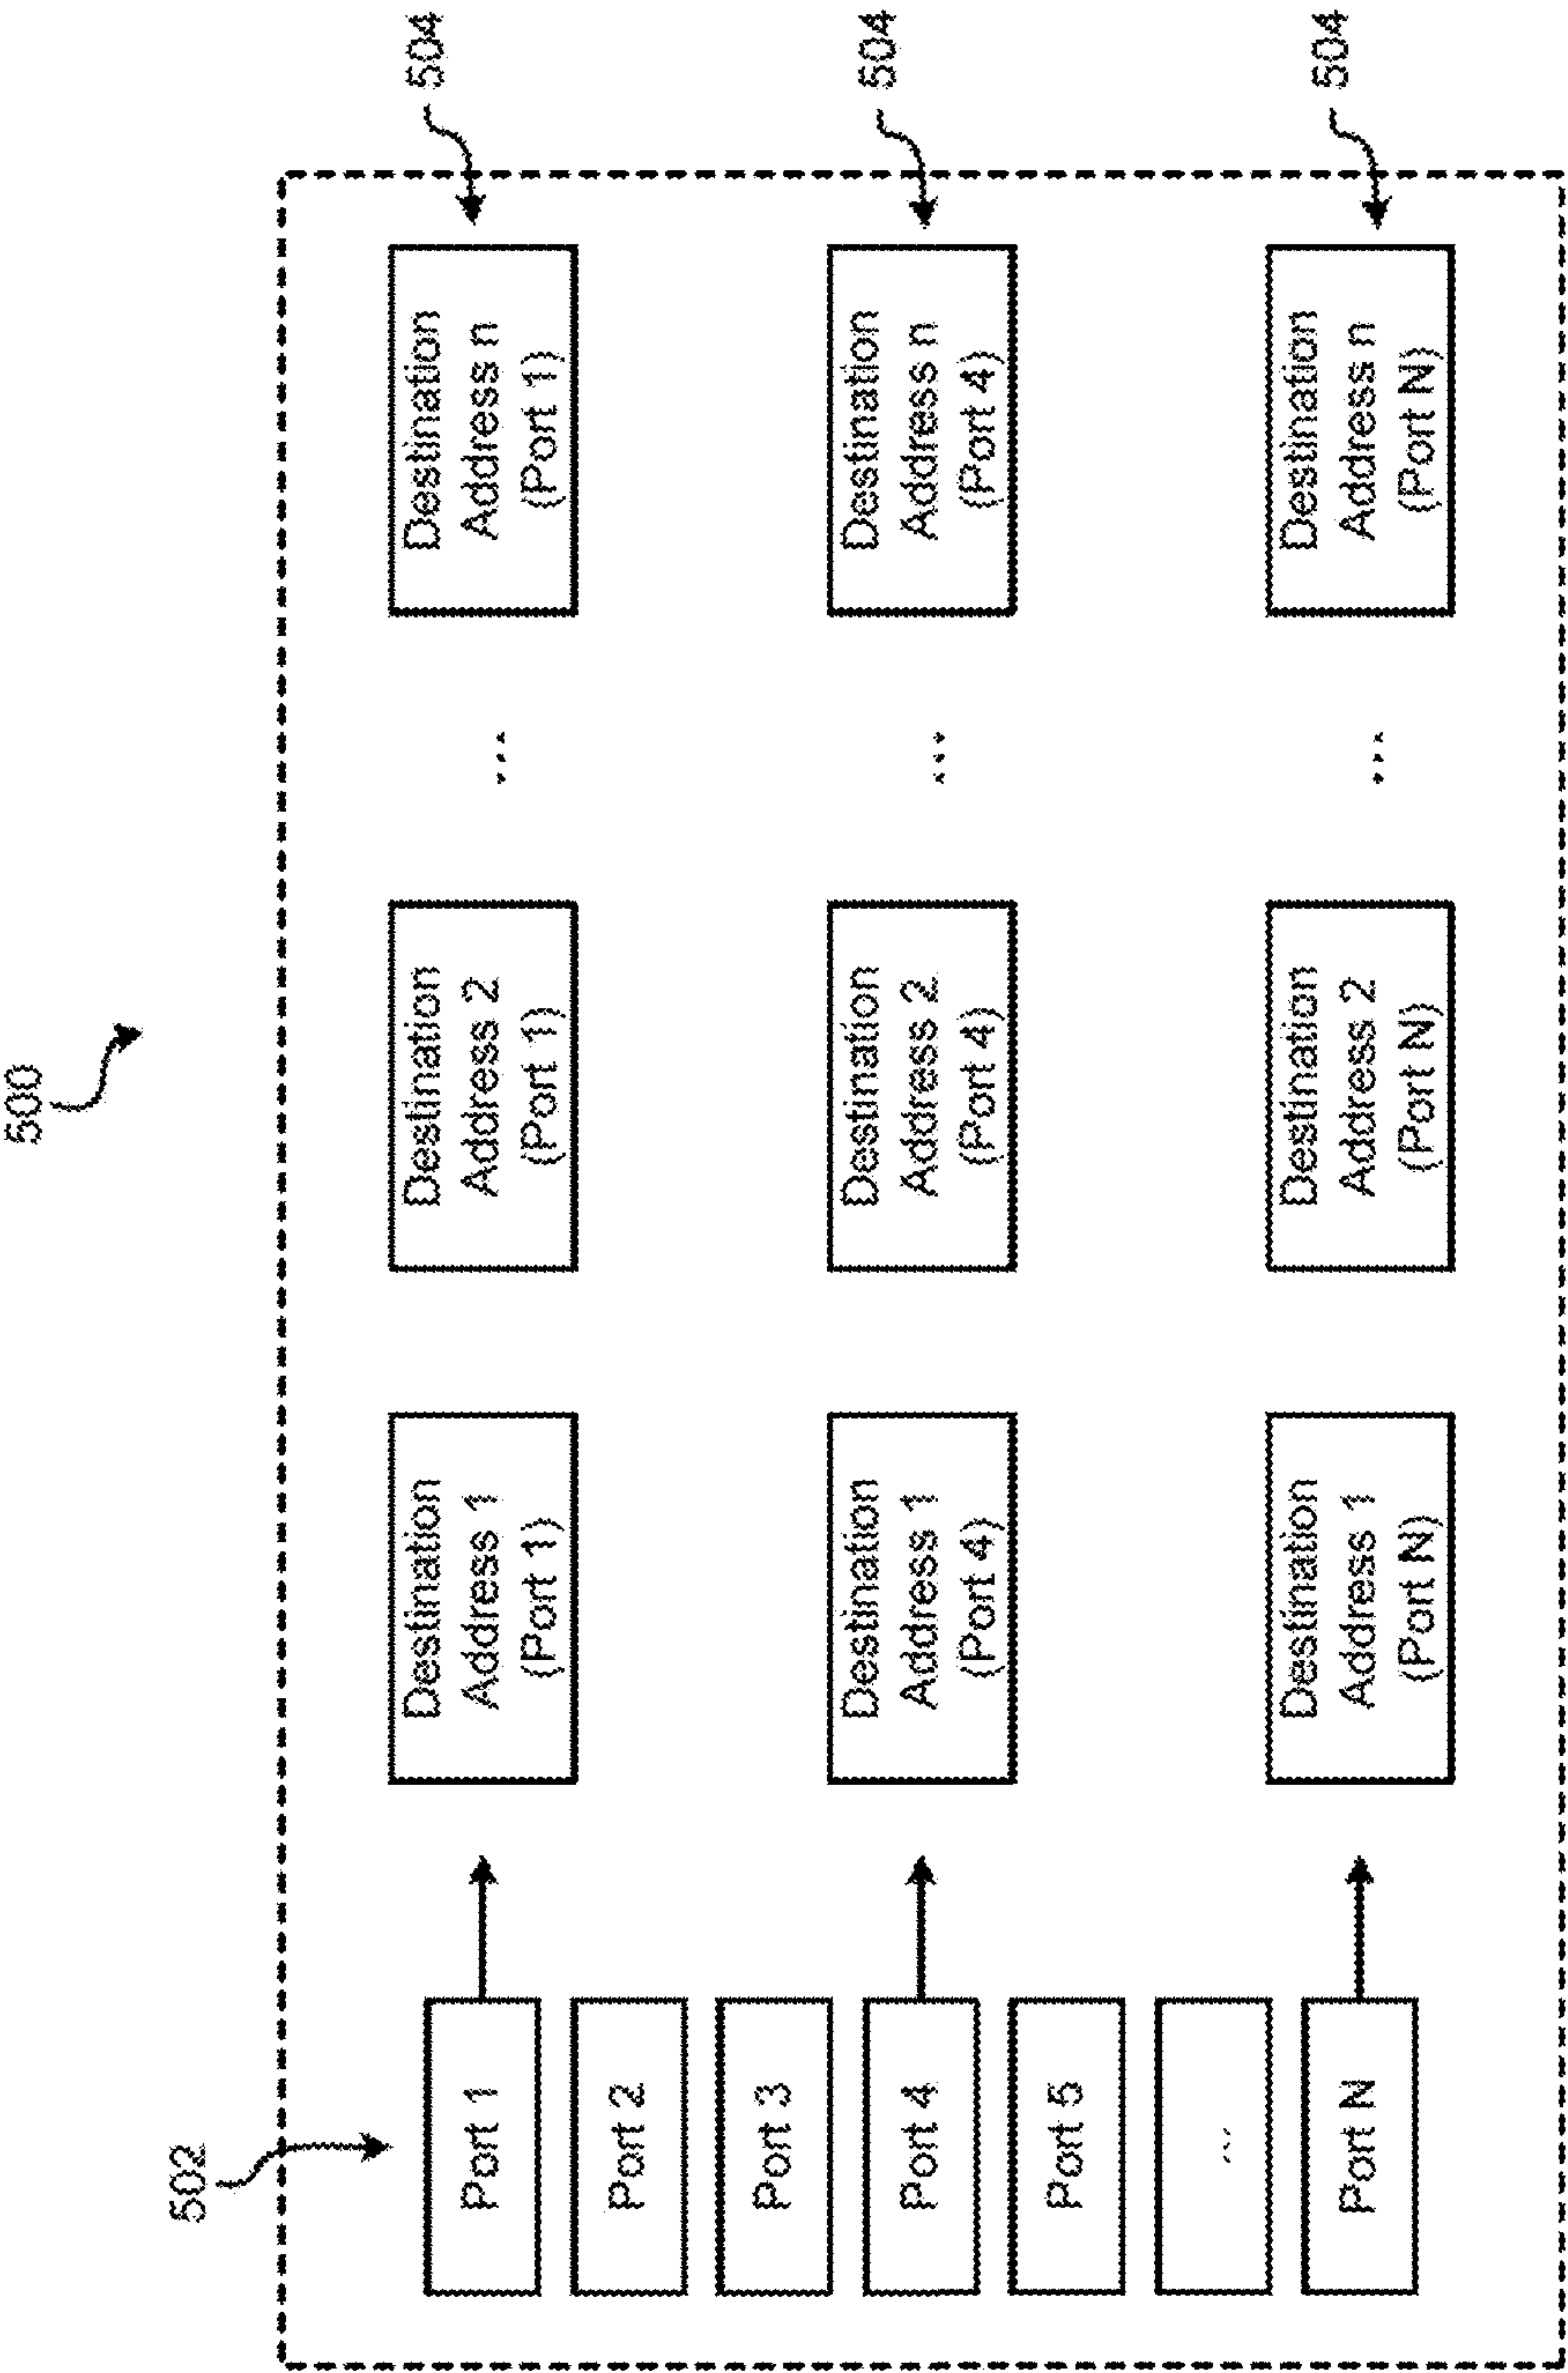 500
502
Port 1
Port 2
Port 3
Port 4
Port 5
...
Port N
Destination
Address 1
(Port 1)
Destination
Address 2
(Port 1)
...
Destination
Address n
(Port 1)
504
Destination
Address 1
(Port 4)
Destination
Address 2
(Port 4)
...
Destination
Address n
(Port 4)
504
Destination
Address 1
(Port N)
Destination
Address 2
(Port N)
...
Destination
Address n
(Port N)
504